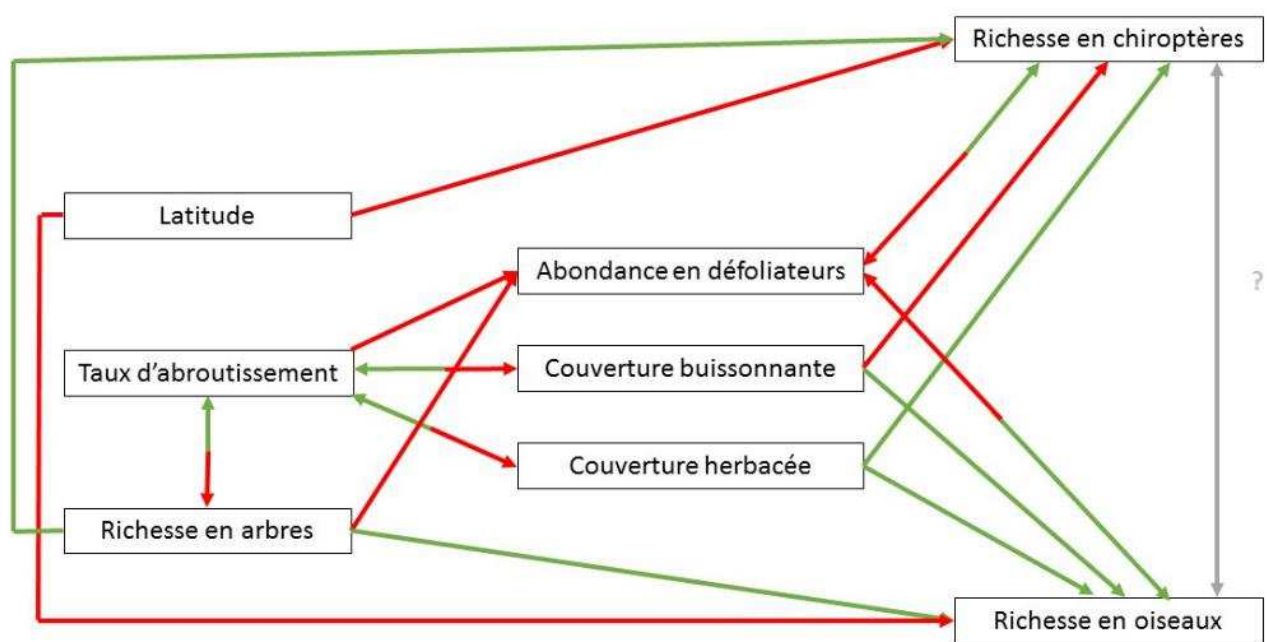 Richesse en chiroptères
Latitude
Abondance en défoliateurs
?
Taux d'abroutissement
Couverture buissonnante
Couverture herbacée
Richesse en arbres
Richesse en oiseaux